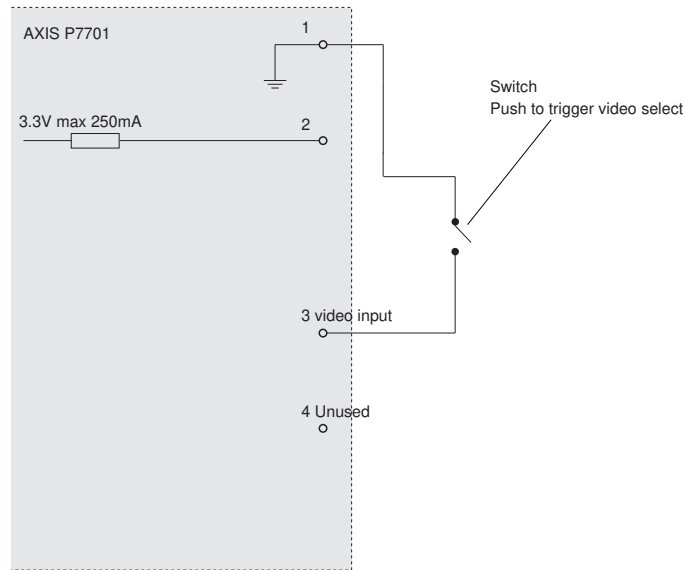 AXIS P7701
1
Switch
Push to trigger video select
3.3V max 250mA
2
3 video input
4 Unused